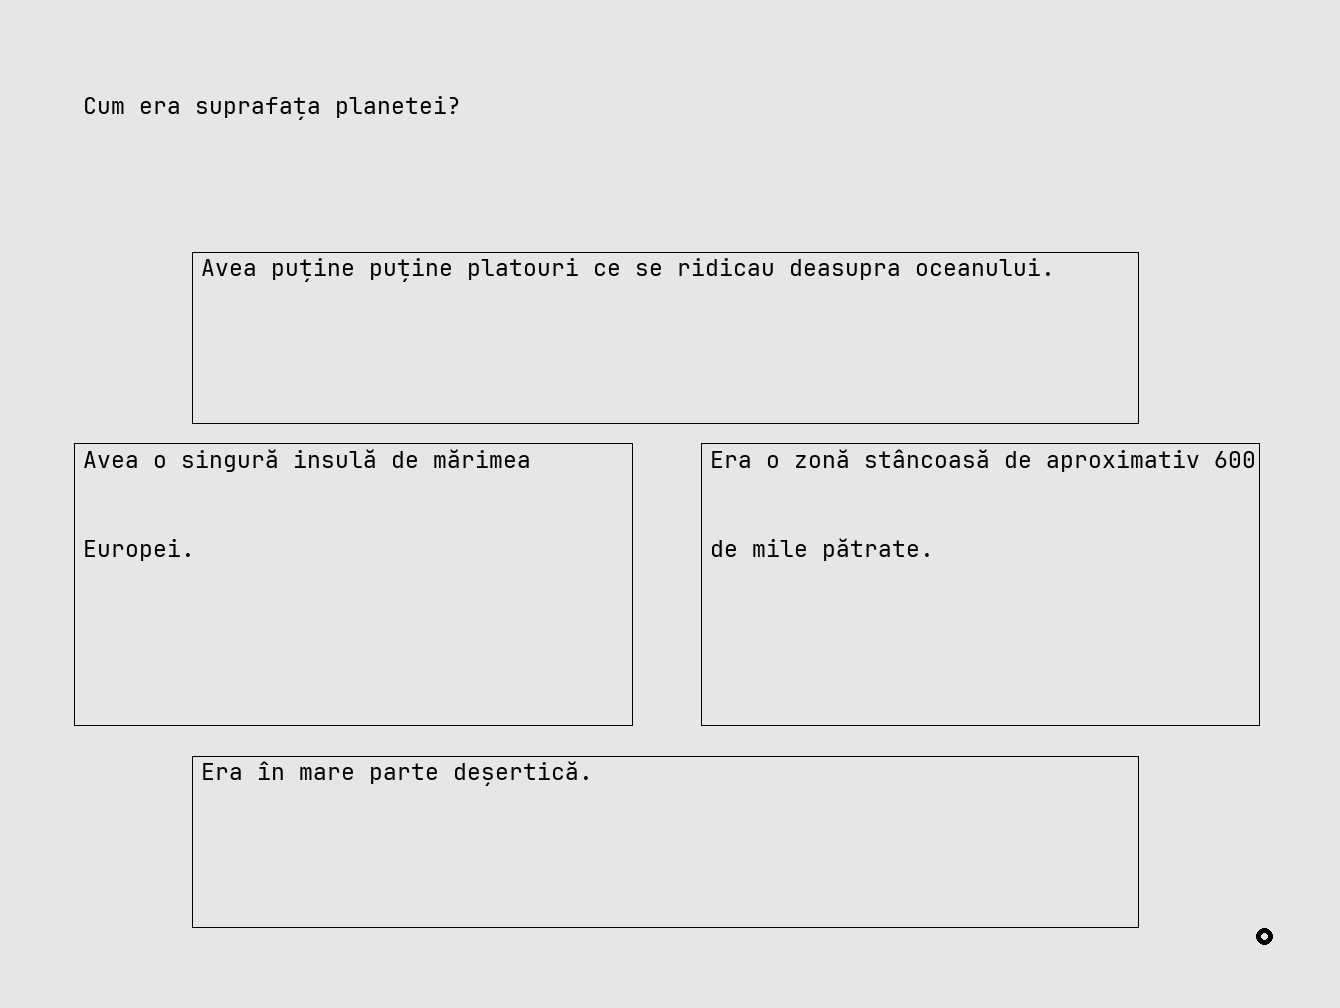 Cum era suprafața planetei?
Avea puține puține platouri ce se ridicau deasupra oceanului.
Avea o singură insulă de mărimea
Europei.
Era o zonă stâncoasă de aproximativ 600
de mile pătrate.
Era în mare parte deșertică.